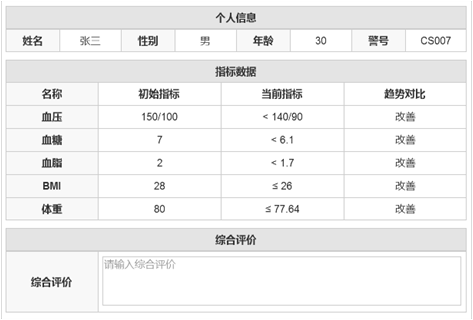 个人信息
姓名 张三 性别 男 年龄 30 警号 CS007
指标数据
名称 初始指标 当前指标 趋势对比
血压 150/100 < 140/90 改善
血糖 7 < 6.1 改善
血脂 2 < 1.7 改善
BMI 28 ≤ 26 改善
体重 80 ≤ 77.64 改善
综合评价
综合评价 请输入综合评价